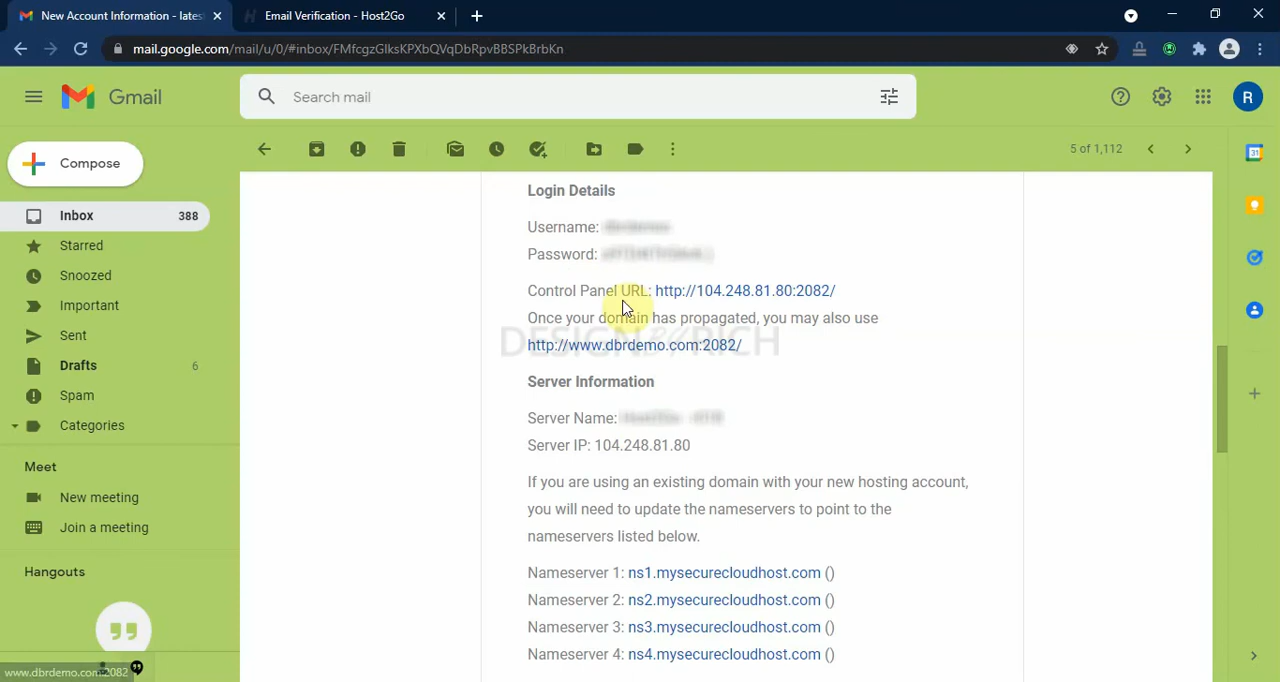 New Account Information - lates
Email Verification - Host2Go
mail.google.com/mail/u/0/#inbox/FMfcgzGlksKPXbQVqDbRpvBBSPkBrbKn
Gmail
Search mail
R
Compose
5 of 1,112
31
Inbox 388
Starred
Snoozed
Important
Sent
Drafts 6
Spam
Categories
Meet
New meeting
Join a meeting
Hangouts
www.dbrdemo.com:2082
Login Details
Username:
Password:
Control Panel URL: http://104.248.81.80:2082/
Once your domain has propagated, you may also use
DESIGN BY RICH
http://www.dbrdemo.com:2082/
Server Information
Server Name:
Server IP: 104.248.81.80
If you are using an existing domain with your new hosting account,
you will need to update the nameservers to point to the
nameservers listed below.
Nameserver 1: ns1.mysecurecloudhost.com ()
Nameserver 2: ns2.mysecurecloudhost.com ()
Nameserver 3: ns3.mysecurecloudhost.com ()
Nameserver 4: ns4.mysecurecloudhost.com ()